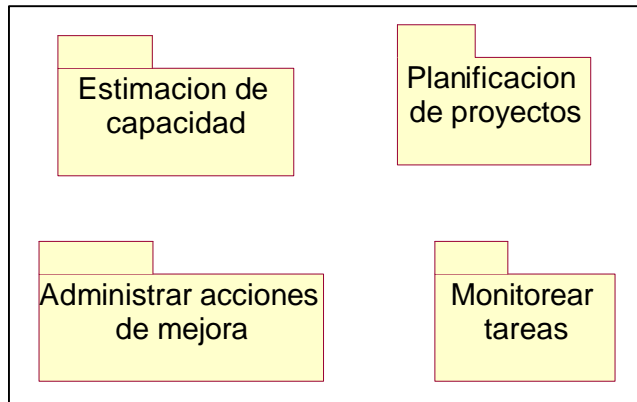 Estimacion de
capacidad
Planificacion
de proyectos
Administrar acciones
de mejora
Monitorear
tareas